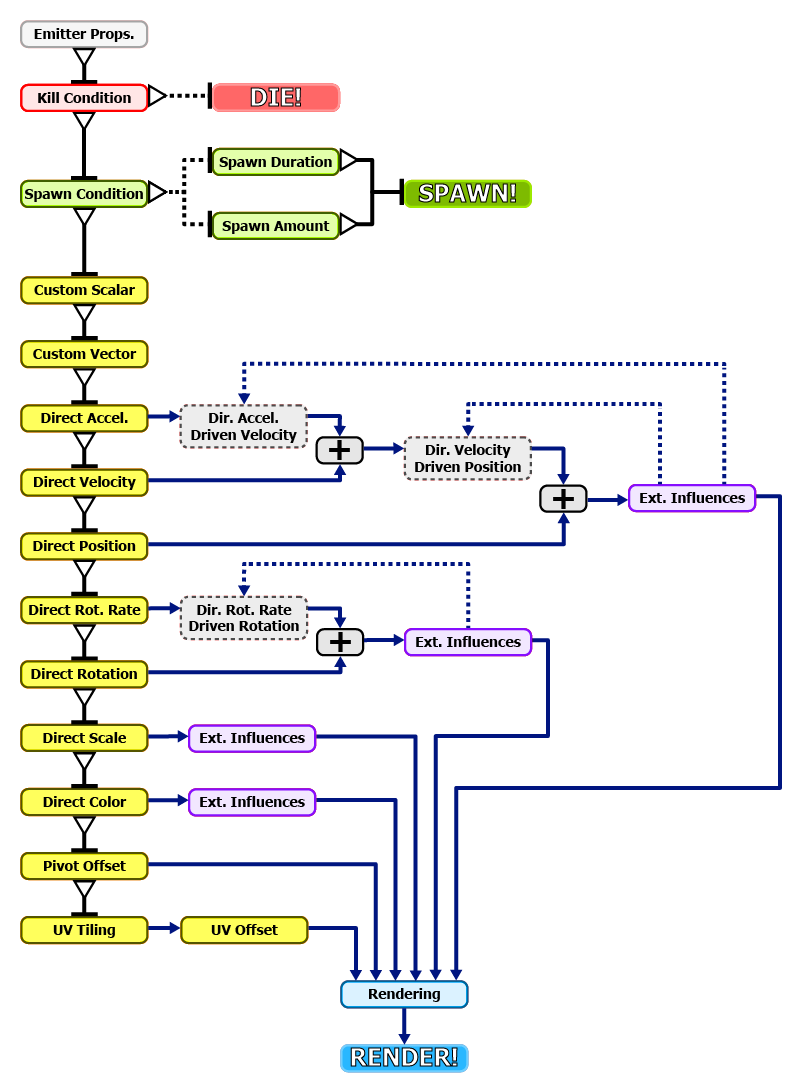 Emitter Props.
Kill Condition
DIE!
Spawn Duration
Spawn Condition
SPAWN!
Spawn Amount
Custom Scalar
Custom Vector
Direct Accel.
Dir. Accel.
Driven Velocity
+
Dir. Velocity
Driven Position
Direct Velocity
+
Ext. Influences
Direct Position
Direct Rot. Rate
Dir. Rot. Rate
Driven Rotation
+
Ext. Influences
Direct Rotation
Direct Scale
Ext. Influences
Direct Color
Ext. Influences
Pivot Offset
UV Tiling
UV Offset
Rendering
RENDER!